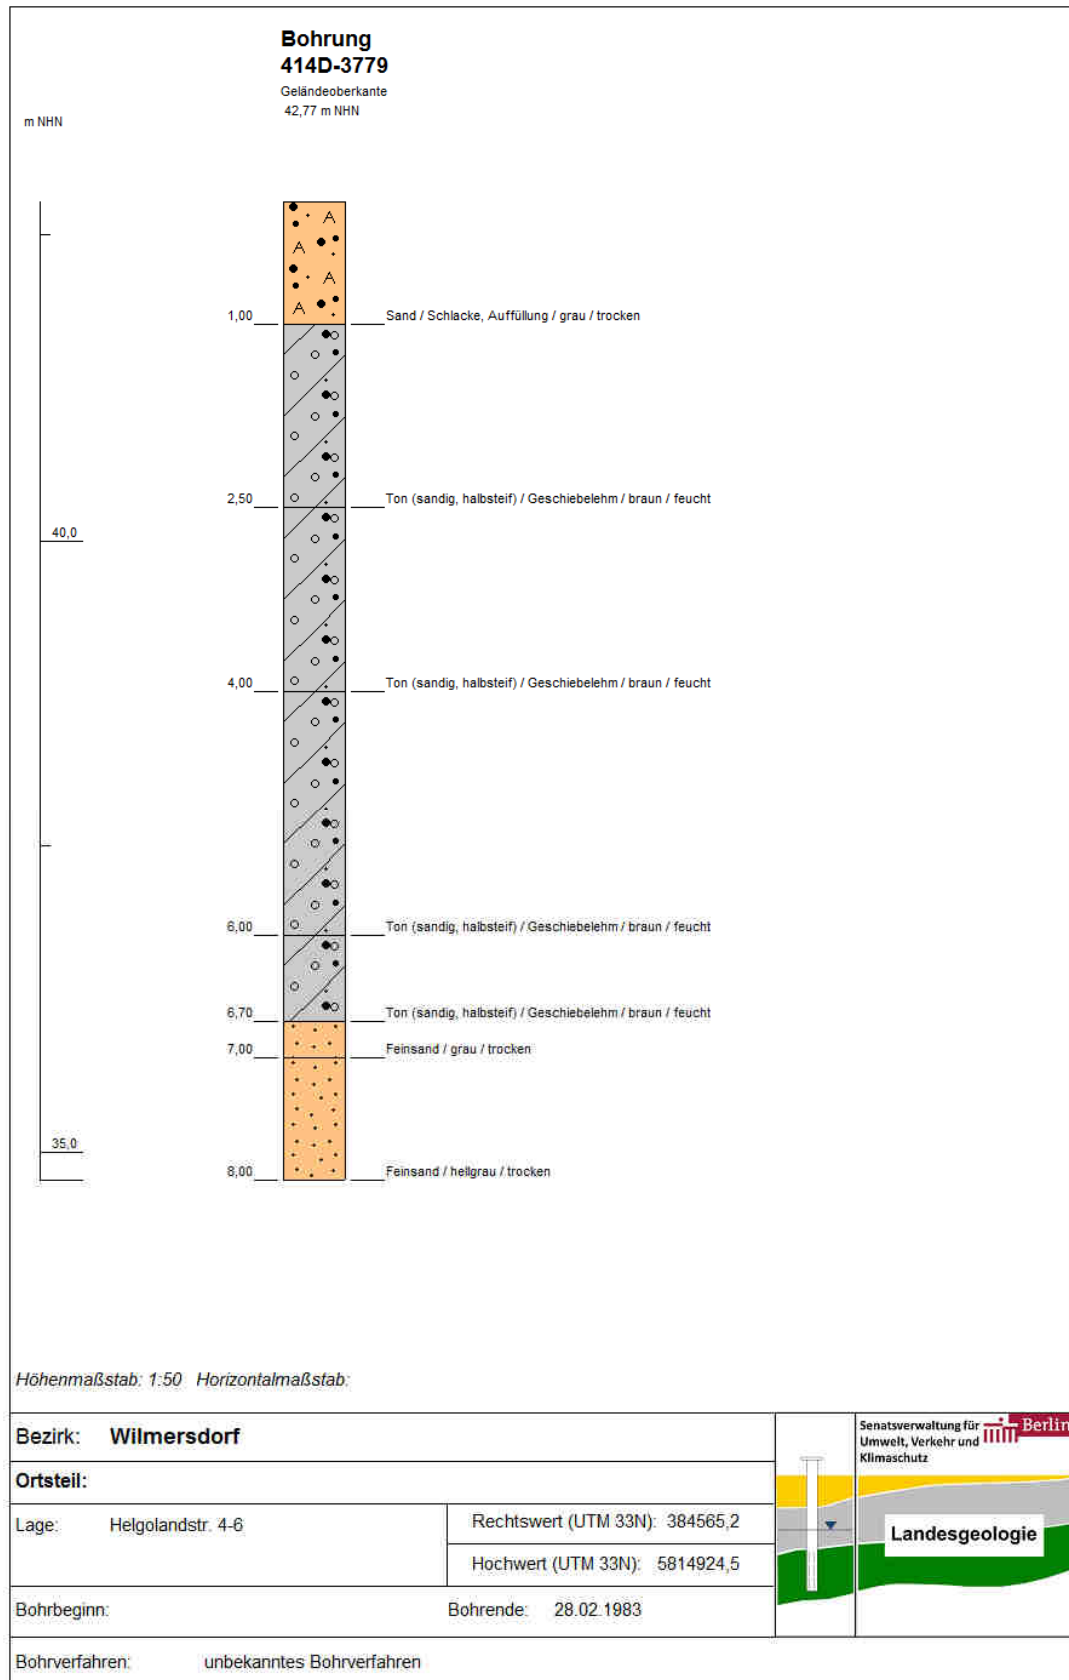 Bohrung
414D-3779
Geländeoberkante
42,77 m NHN
m NHN
A
A
A
A
1,00 Sand / Schlacke, Auffüllung / grau / trocken
2,50 Ton (sandig, halbsteif) / Geschiebelehm / braun / feucht
40,0
4,00 Ton (sandig, halbsteif) / Geschiebelehm / braun / feucht
6,00 Ton (sandig, halbsteif) / Geschiebelehm / braun / feucht
6,70 Ton (sandig, halbsteif) / Geschiebelehm / braun / feucht
7,00 Feinsand / grau / trocken
35,0
8,00 Feinsand / hellgrau / trocken
Höhenmaßstab: 1:50 Horizontalmaßstab:
Bezirk: Wilmersdorf
Ortsteil:
Lage: Helgolandstr. 4-6
Rechtswert (UTM 33N): 384565,2
Hochwert (UTM 33N): 5814924,5
Bohrbeginn: Bohrende: 28.02.1983
Bohrverfahren: unbekanntes Bohrverfahren
Senatsverwaltung für
Umwelt, Verkehr und
Klimaschutz
Berlin
Landesgeologie